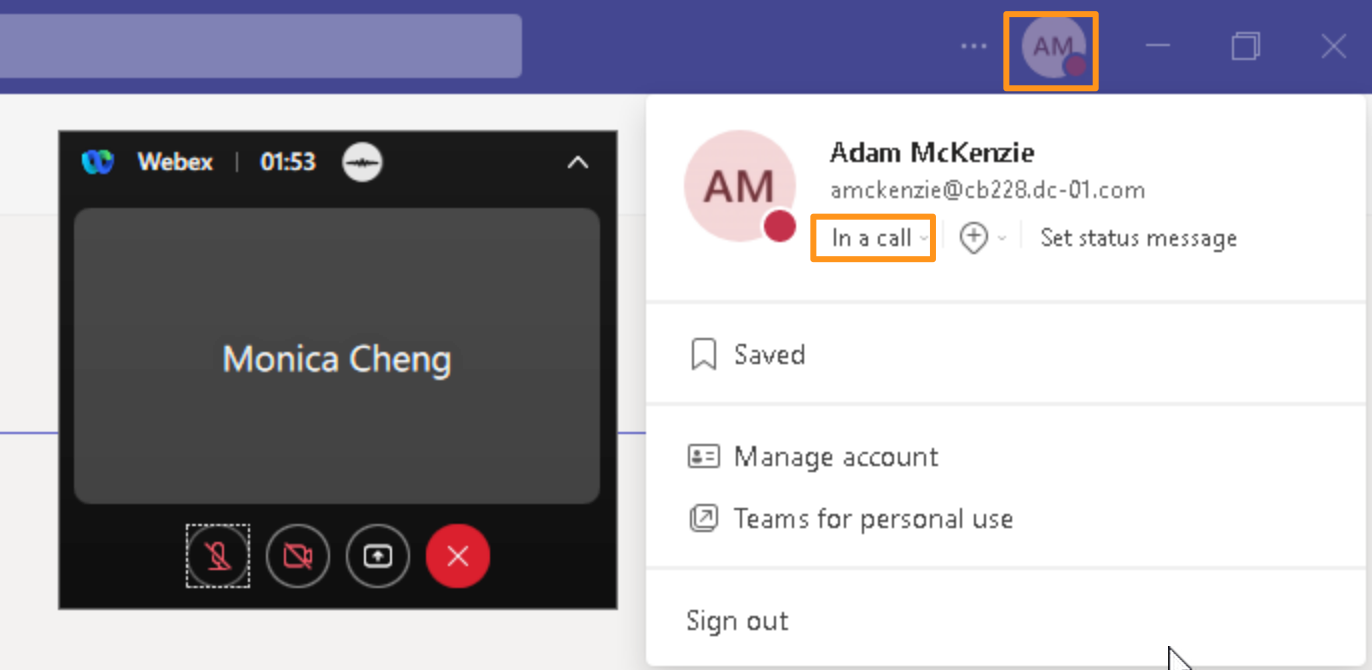 AM
Webex | 01:53
Monica Cheng
AM
Adam McKenzie
amckenzie@cb228.dc-01.com
In a call
Set status message
Saved
Manage account
Teams for personal use
Sign out